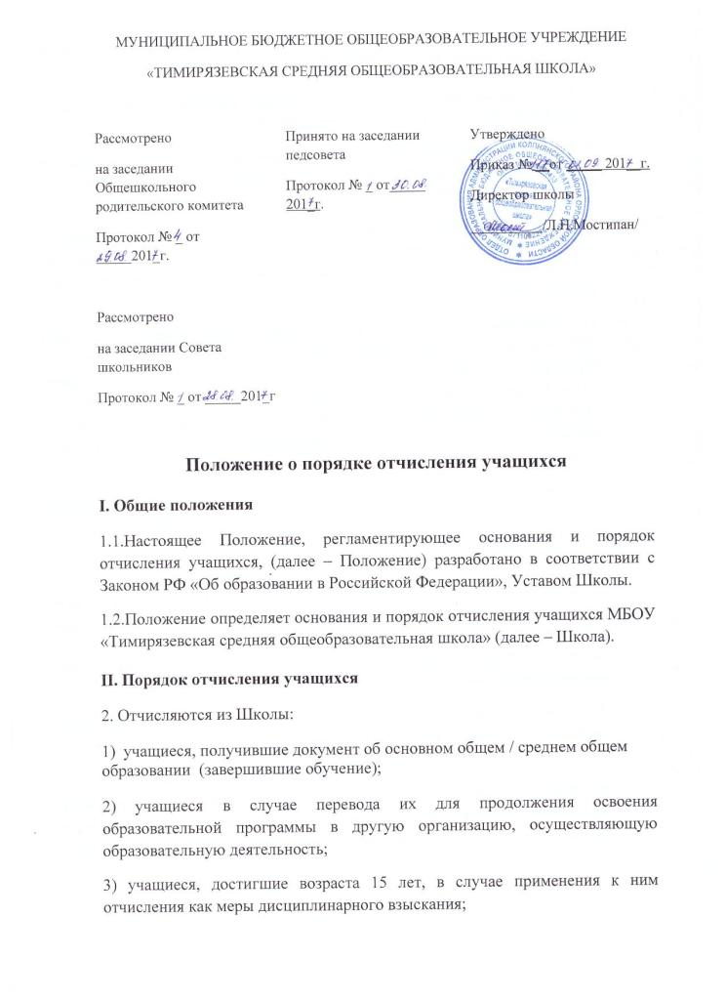 МУНИЦИПАЛЬНОЕ БЮДЖЕТНОЕ ОБЩЕОБРАЗОВАТЕЛЬНОЕ УЧРЕЖДЕНИЕ
«ТИМИРЯЗЕВСКАЯ СРЕДНЯЯ ОБЩЕОБРАЗОВАТЕЛЬНАЯ ШКОЛА»
Рассмотрено
на заседании
Общешкольного
родительского комитета
Протокол № 4 от
29.08 2017 г.
Принято на заседании
педсовета
Протокол № 1 от 30.08.
2017 г.
Утверждено
Приказ № от 01.09 2017 г.
Директор школы
/Л.Н.Мостипан/
Рассмотрено
на заседании Совета
школьников
Протокол № 1 от 28.08. 2017 г
Положение о порядке отчисления учащихся
I. Общие положения
1.1.Настоящее Положение, регламентирующее основания и порядок
отчисления учащихся, (далее – Положение) разработано в соответствии с
Законом РФ «Об образовании в Российской Федерации», Уставом Школы.
1.2.Положение определяет основания и порядок отчисления учащихся МБОУ
«Тимирязевская средняя общеобразовательная школа» (далее – Школа).
II. Порядок отчисления учащихся
2. Отчисляются из Школы:
1) учащиеся, получившие документ об основном общем / среднем общем
образовании (завершившие обучение);
2) учащиеся в случае перевода их для продолжения освоения
образовательной программы в другую организацию, осуществляющую
образовательную деятельность;
3) учащиеся, достигшие возраста 15 лет, в случае применения к ним
отчисления как меры дисциплинарного взыскания;